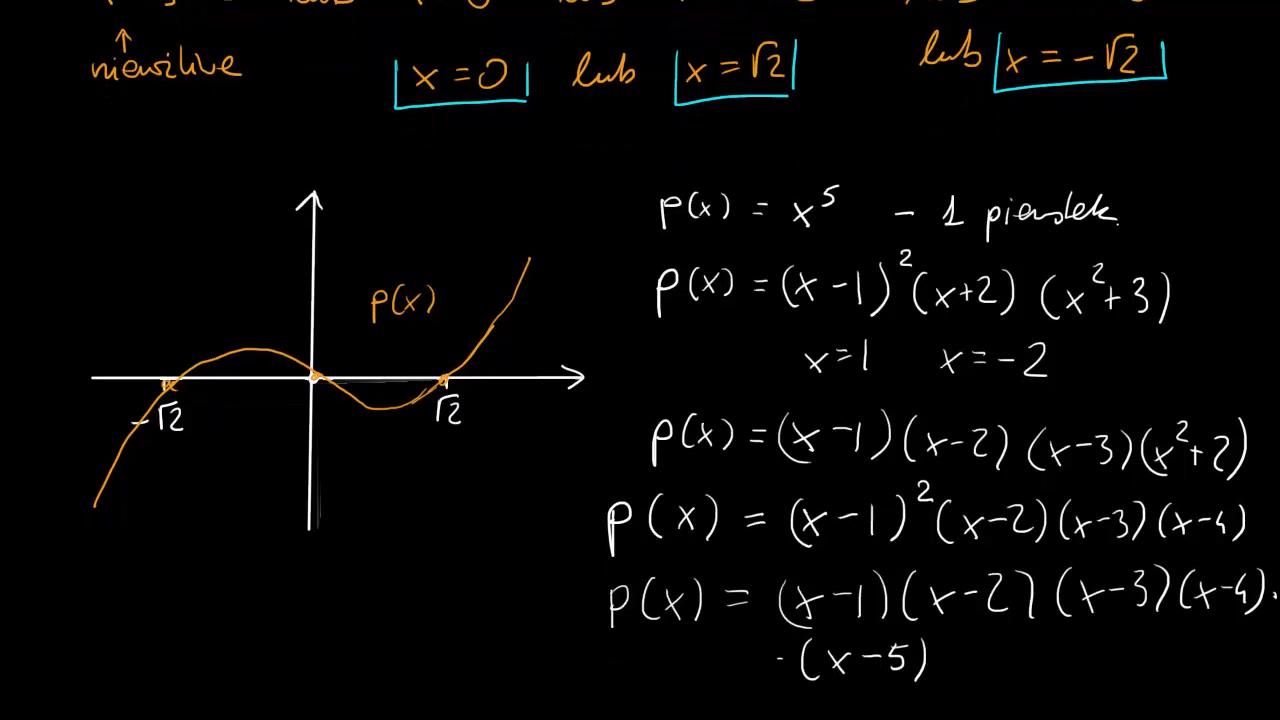 niemożliwe x=0 lub x=√2 lub x=-√2
p(x)
-√2 √2
p(x) = x⁵ - 1 pierwiastek
p(x) = (x-1)²(x+2) (x²+3)
x=1 x=-2
p(x) = (x-1)(x-2)(x-3)(x²+2)
p(x) = (x-1)²(x-2)(x-3)(x-4)
p(x) = (x-1)(x-2)(x-3)(x-4)·
·(x-5)